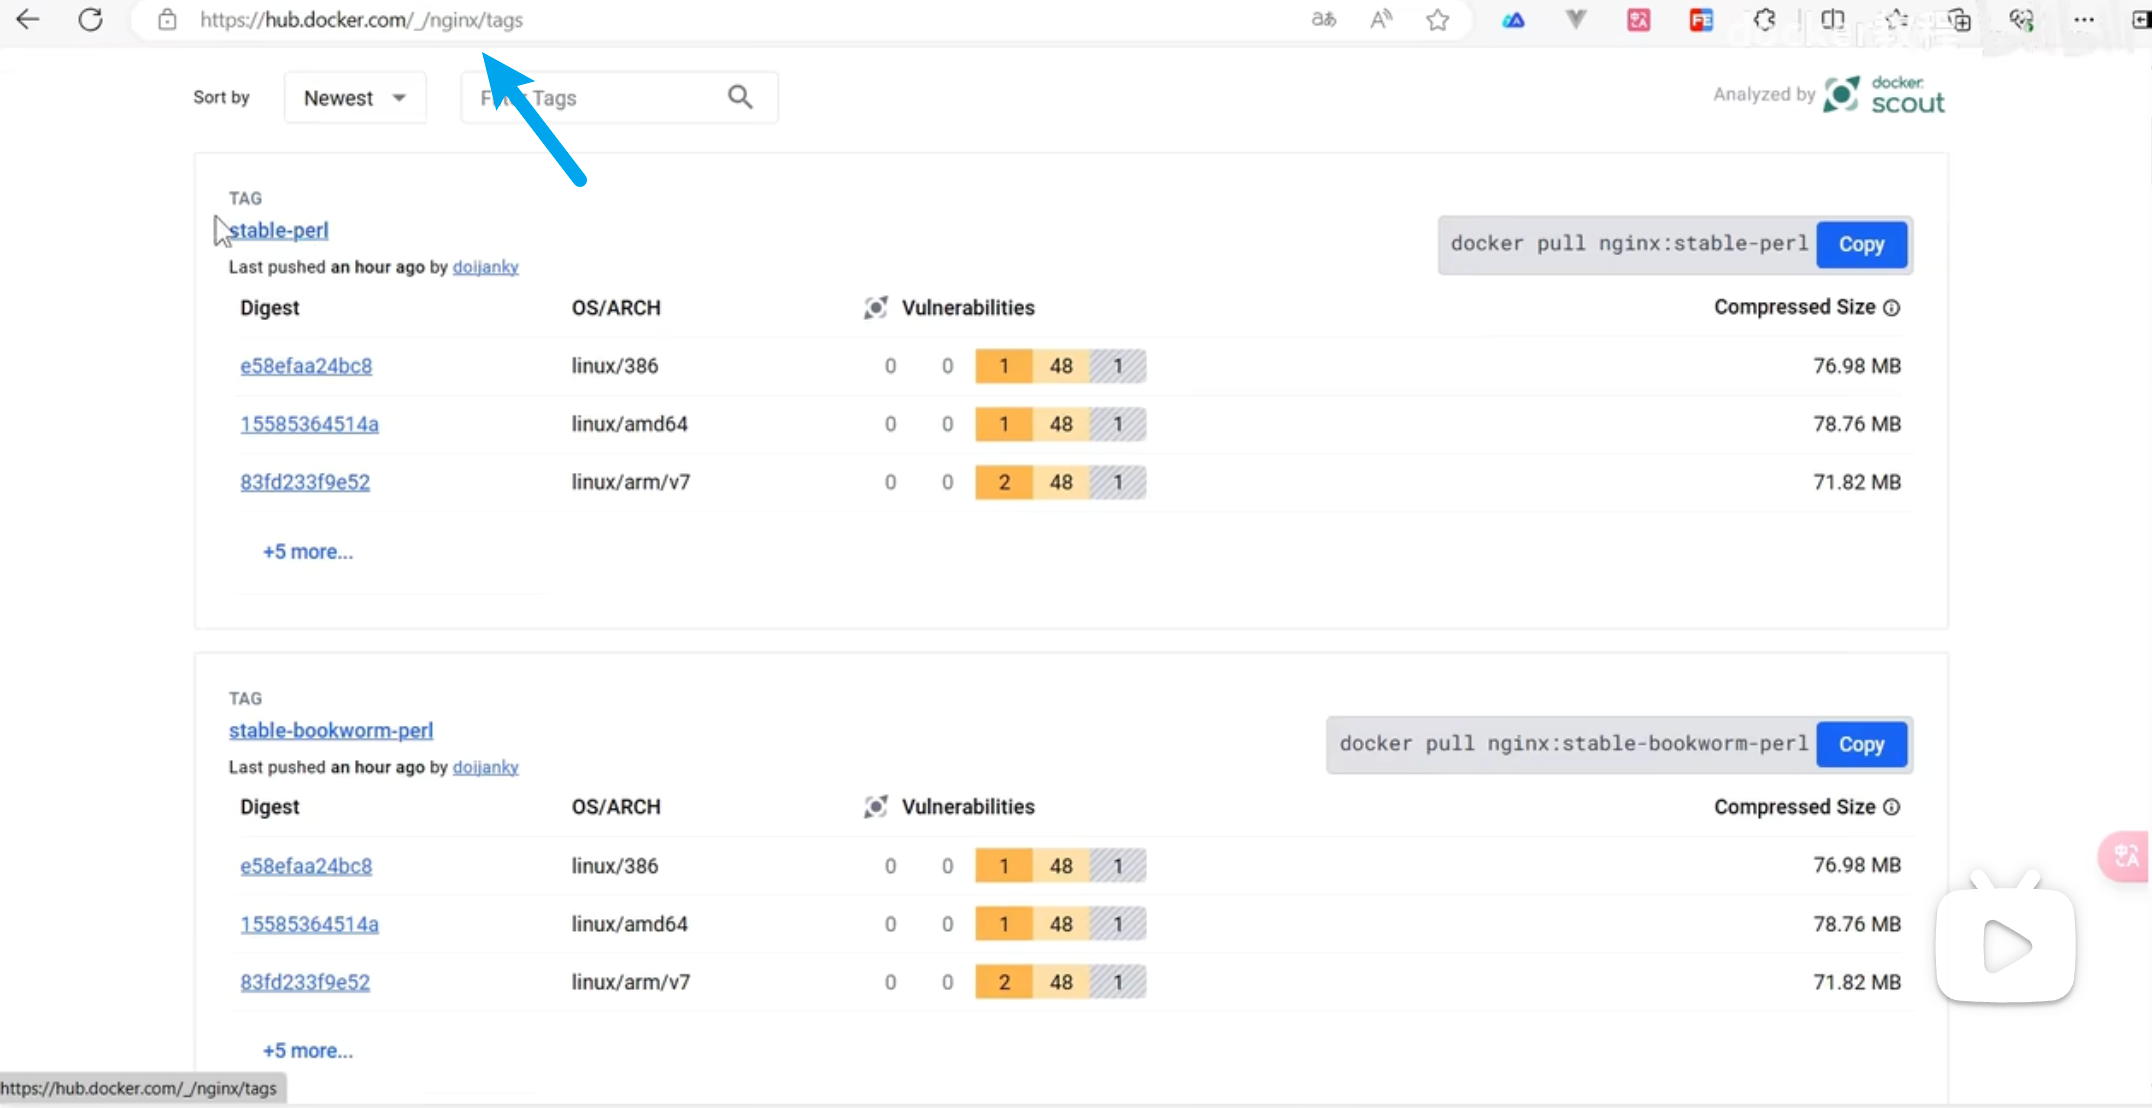 https://hub.docker.com/_/nginx/tags
Sort by
Newest
Tags
Analyzed by
docker
scout
TAG
stable-perl
docker pull nginx:stable-perl
Copy
Last pushed an hour ago by doijanky
Digest OS/ARCH Vulnerabilities Compressed Size
e58efaa24bc8 linux/386 0 0 1 48 1 76.98 MB
15585364514a linux/amd64 0 0 1 48 1 78.76 MB
83fd233f9e52 linux/arm/v7 0 0 2 48 1 71.82 MB
+5 more...
TAG
stable-bookworm-perl
docker pull nginx:stable-bookworm-perl
Copy
Last pushed an hour ago by doijanky
Digest OS/ARCH Vulnerabilities Compressed Size
e58efaa24bc8 linux/386 0 0 1 48 1 76.98 MB
15585364514a linux/amd64 0 0 1 48 1 78.76 MB
83fd233f9e52 linux/arm/v7 0 0 2 48 1 71.82 MB
+5 more...
https://hub.docker.com/_/nginx/tags